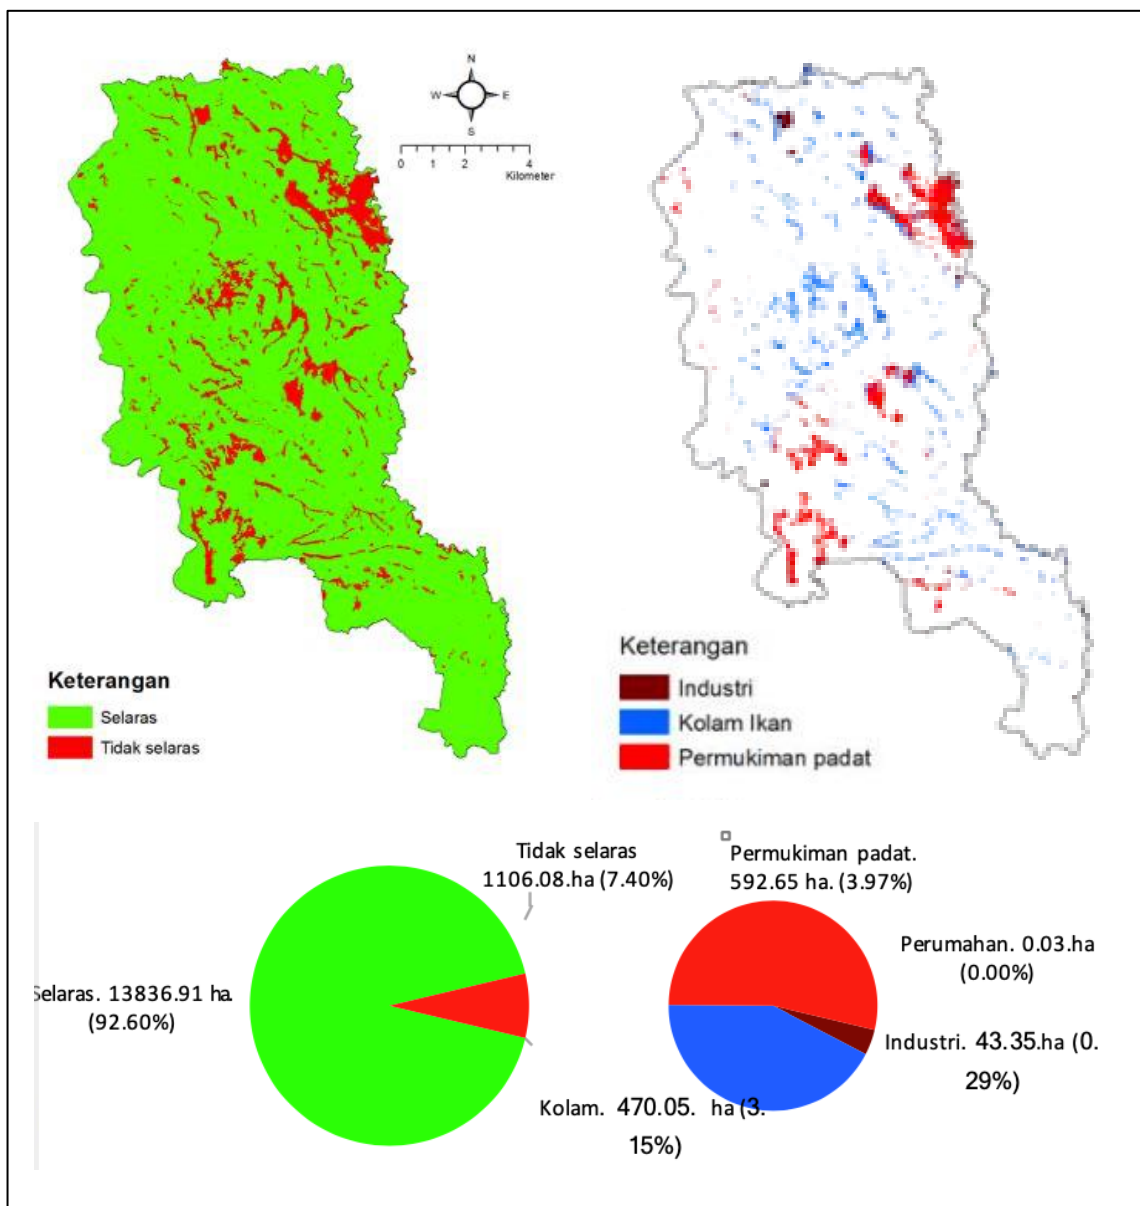 N
W E
S
0 1 2 4
Kilometer
Keterangan
Selaras
Tidak selaras
Keterangan
Industri
Kolam Ikan
Permukiman padat
Tidak selaras
1106.08.ha (7.40%)
Permukiman padat.
592.65 ha. (3.97%)
Perumahan. 0.03.ha
(0.00%)
Selaras. 13836.91 ha.
(92.60%)
Industri. 43.35.ha (0.
29%)
Kolam. 470.05. ha (3.
15%)